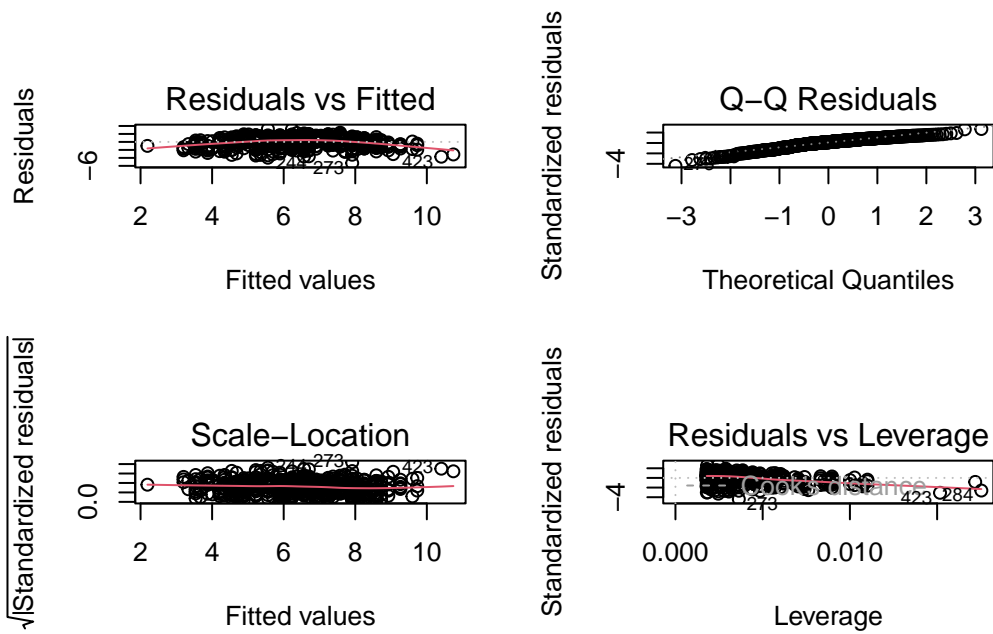 Residuals vs Fitted
Residuals
−6
244
273
423
2 4 6 8 10
Fitted values
Q−Q Residuals
Standardized residuals
−4
273
−3 −1 0 1 2 3
Theoretical Quantiles
Scale−Location
√|Standardized residuals|
0.0
244
273
423
2 4 6 8 10
Fitted values
Residuals vs Leverage
Standardized residuals
−4
Cook's distance
273
423
284
0.000 0.010
Leverage